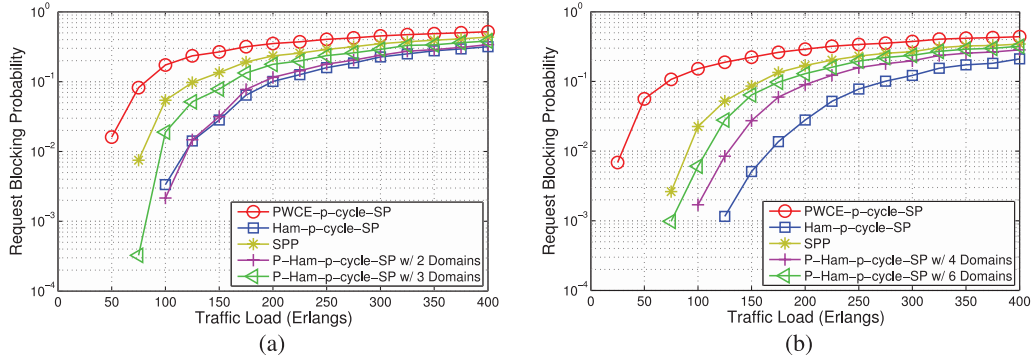 Request Blocking Probability
10^0
10^-1
10^-2
10^-3
10^-4
PWCE-p-cycle-SP
Ham-p-cycle-SP
SPP
P-Ham-p-cycle-SP w/ 2 Domains
P-Ham-p-cycle-SP w/ 3 Domains
0 50 100 150 200 250 300 350 400
Traffic Load (Erlangs)
(a)
Request Blocking Probability
10^0
10^-1
10^-2
10^-3
10^-4
PWCE-p-cycle-SP
Ham-p-cycle-SP
SPP
P-Ham-p-cycle-SP w/ 4 Domains
P-Ham-p-cycle-SP w/ 6 Domains
0 50 100 150 200 250 300 350 400
Traffic Load (Erlangs)
(b)